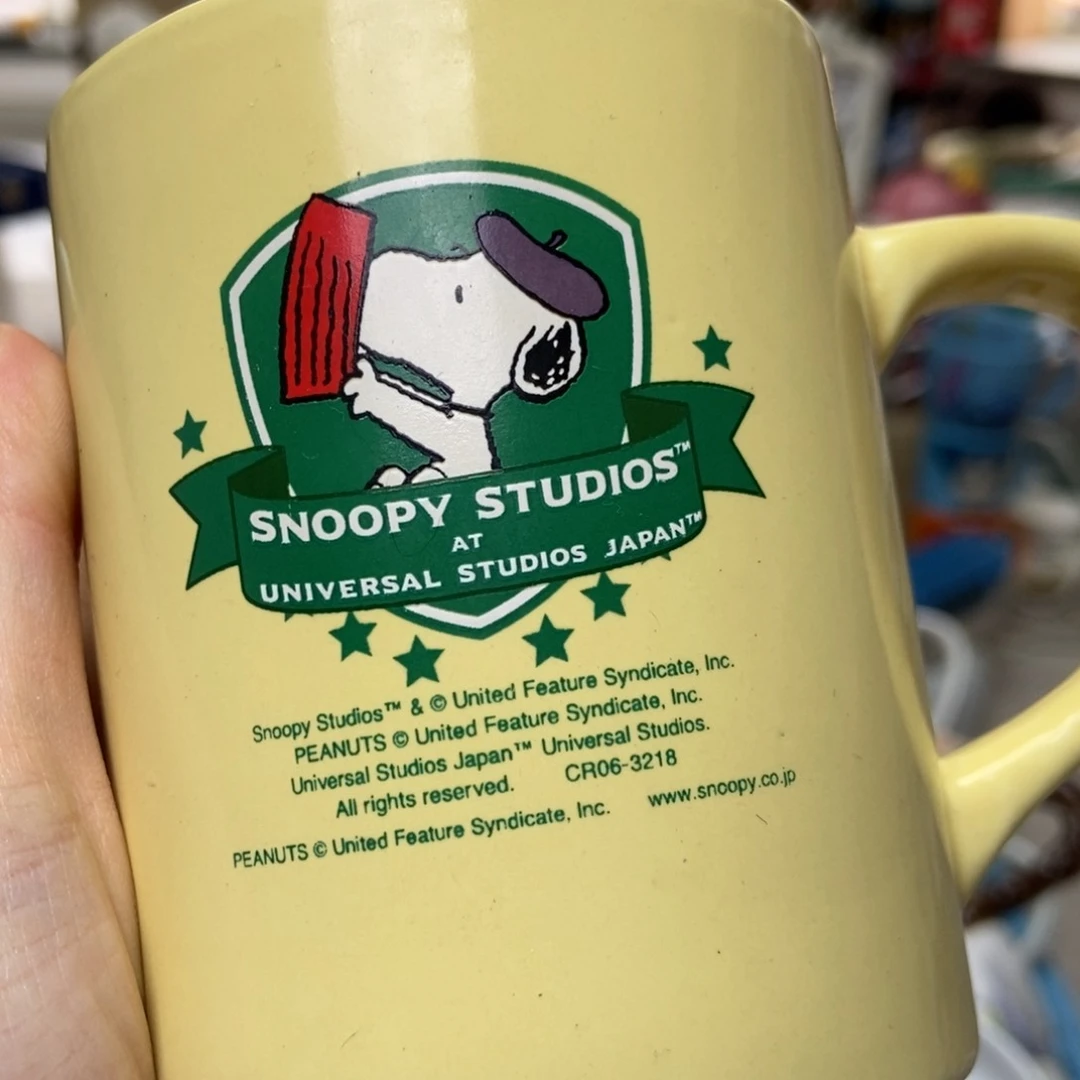 SNOOPY STUDIOS™
AT
UNIVERSAL STUDIOS JAPAN™
Snoopy Studios™ & © United Feature Syndicate, Inc.
PEANUTS © United Feature Syndicate, Inc.
Universal Studios Japan™ Universal Studios.
All rights reserved. CR06-3218
PEANUTS © United Feature Syndicate, Inc. www.snoopy.co.jp